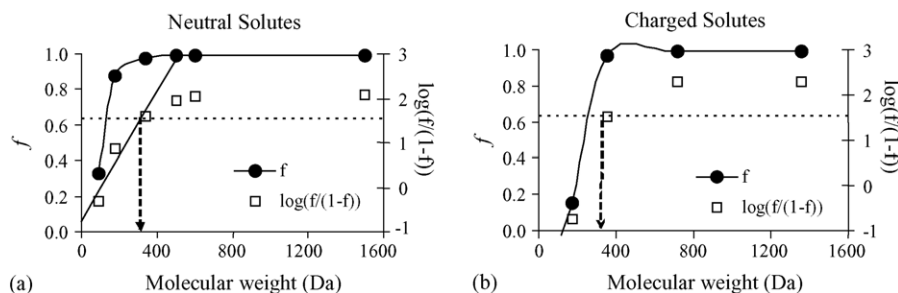 Neutral Solutes
1.0
0.8
0.6
0.4
0.2
0.0
f
3
2
1
0
-1
log(f/(1-f))
f
log(f/(1-f))
0 400 800 1200 1600
(a) Molecular weight (Da)
Charged Solutes
1.0
0.8
0.6
0.4
0.2
0.0
f
3
2
1
0
-1
log(f/(1-f))
f
log(f/(1-f))
0 400 800 1200 1600
(b) Molecular weight (Da)